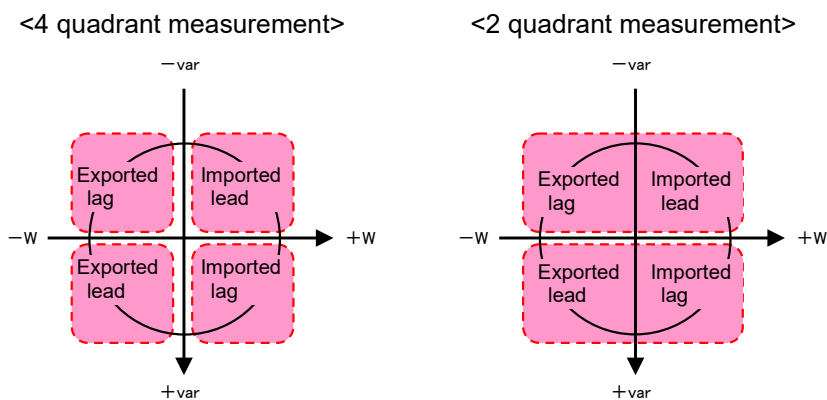 <4 quadrant measurement>
−var
Exported
lag
Imported
lead
−W
+W
Exported
lead
Imported
lag
+var
<2 quadrant measurement>
−var
Exported
lag
Imported
lead
−W
+W
Exported
lead
Imported
lag
+var